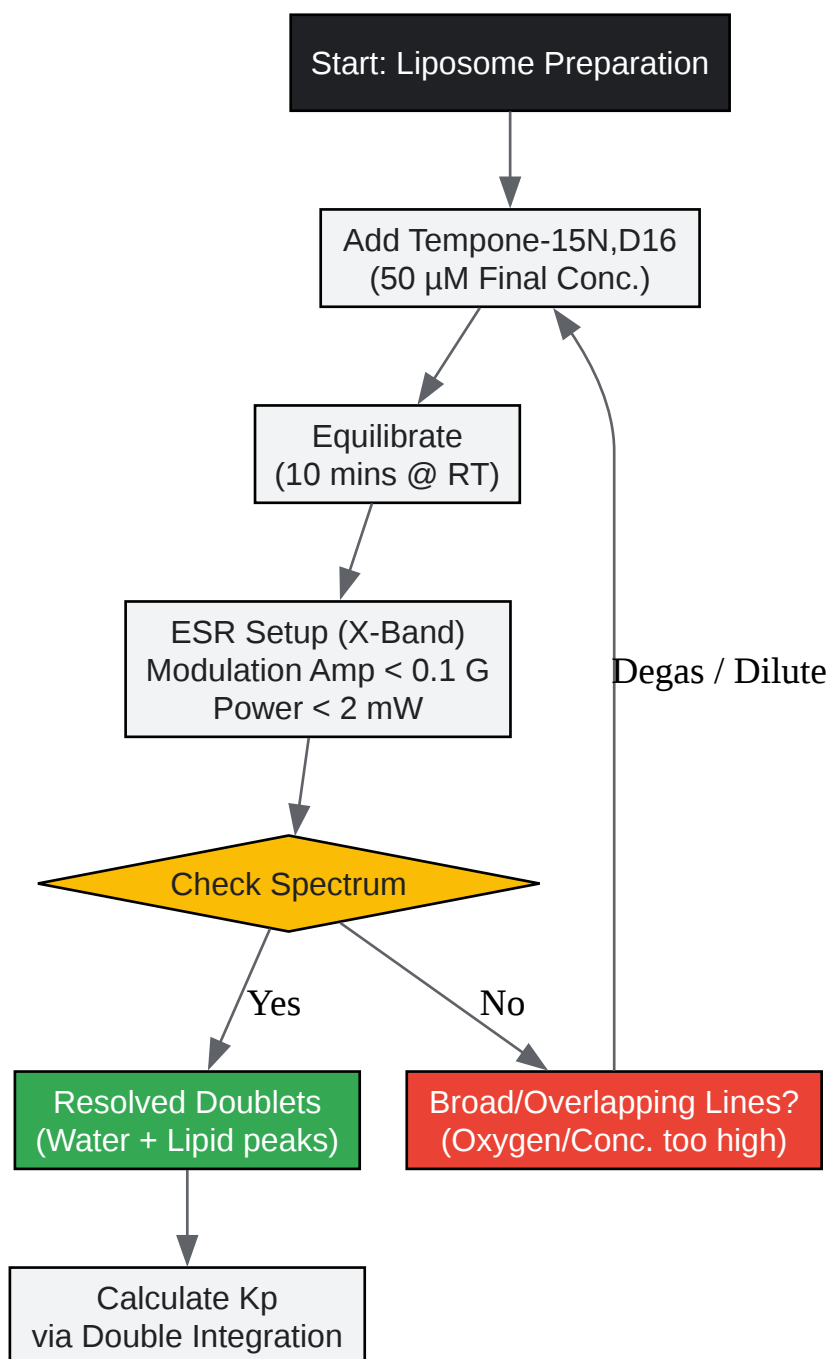 Start: Liposome Preparation
Add Tempone-15N,D16
(50 µM Final Conc.)
Equilibrate
(10 mins @ RT)
ESR Setup (X-Band)
Modulation Amp < 0.1 G
Power < 2 mW
Degas / Dilute
Check Spectrum
Yes
No
Resolved Doublets
(Water + Lipid peaks)
Broad/Overlapping Lines?
(Oxygen/Conc. too high)
Calculate Kp
via Double Integration